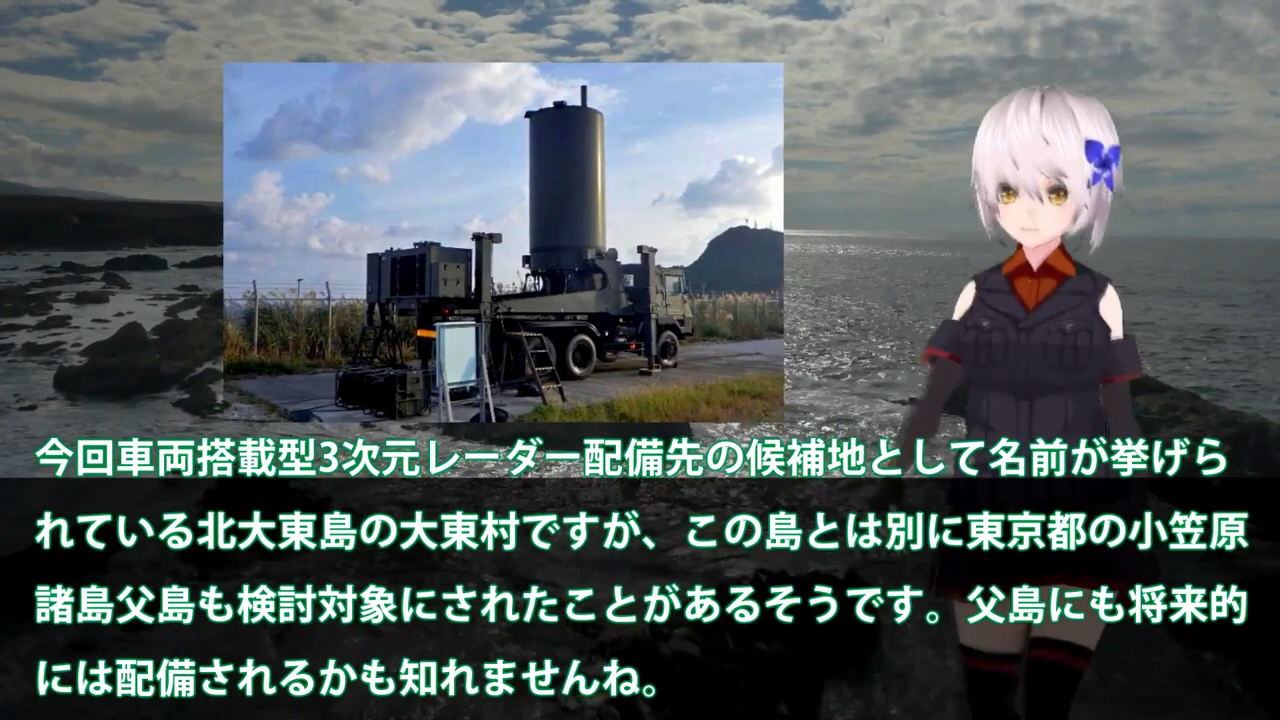 今回車両搭載型3次元レーダー配備先の候補地として名前が挙げら
れている北大東島の大東村ですが、この島とは別に東京都の小笠原
諸島父島も検討対象にされたことがあるそうです。父島にも将来的
には配備されるかも知れませんね。